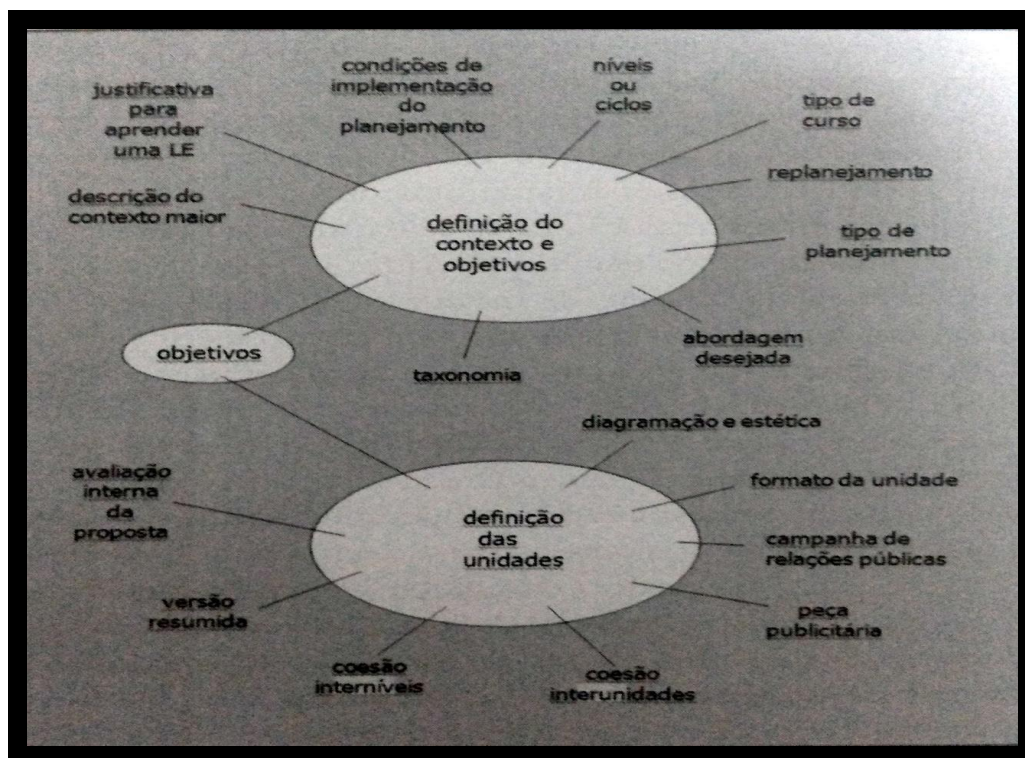 justificativa
para
aprender
uma LE
condições de
implementação
do
planejamento
níveis
ou
ciclos
tipo de
curso
replanejamento
tipo de
planejamento
descrição do
contexto maior
definição do
contexto e
objetivos
objetivos
taxonomia
abordagem
desejada
diagramação e estética
formato da unidade
campanha de
relações públicas
peça
publicitária
definição
das
unidades
avaliação
interna
da
proposta
versão
resumida
coesão
interníveis
coesão
interunidades